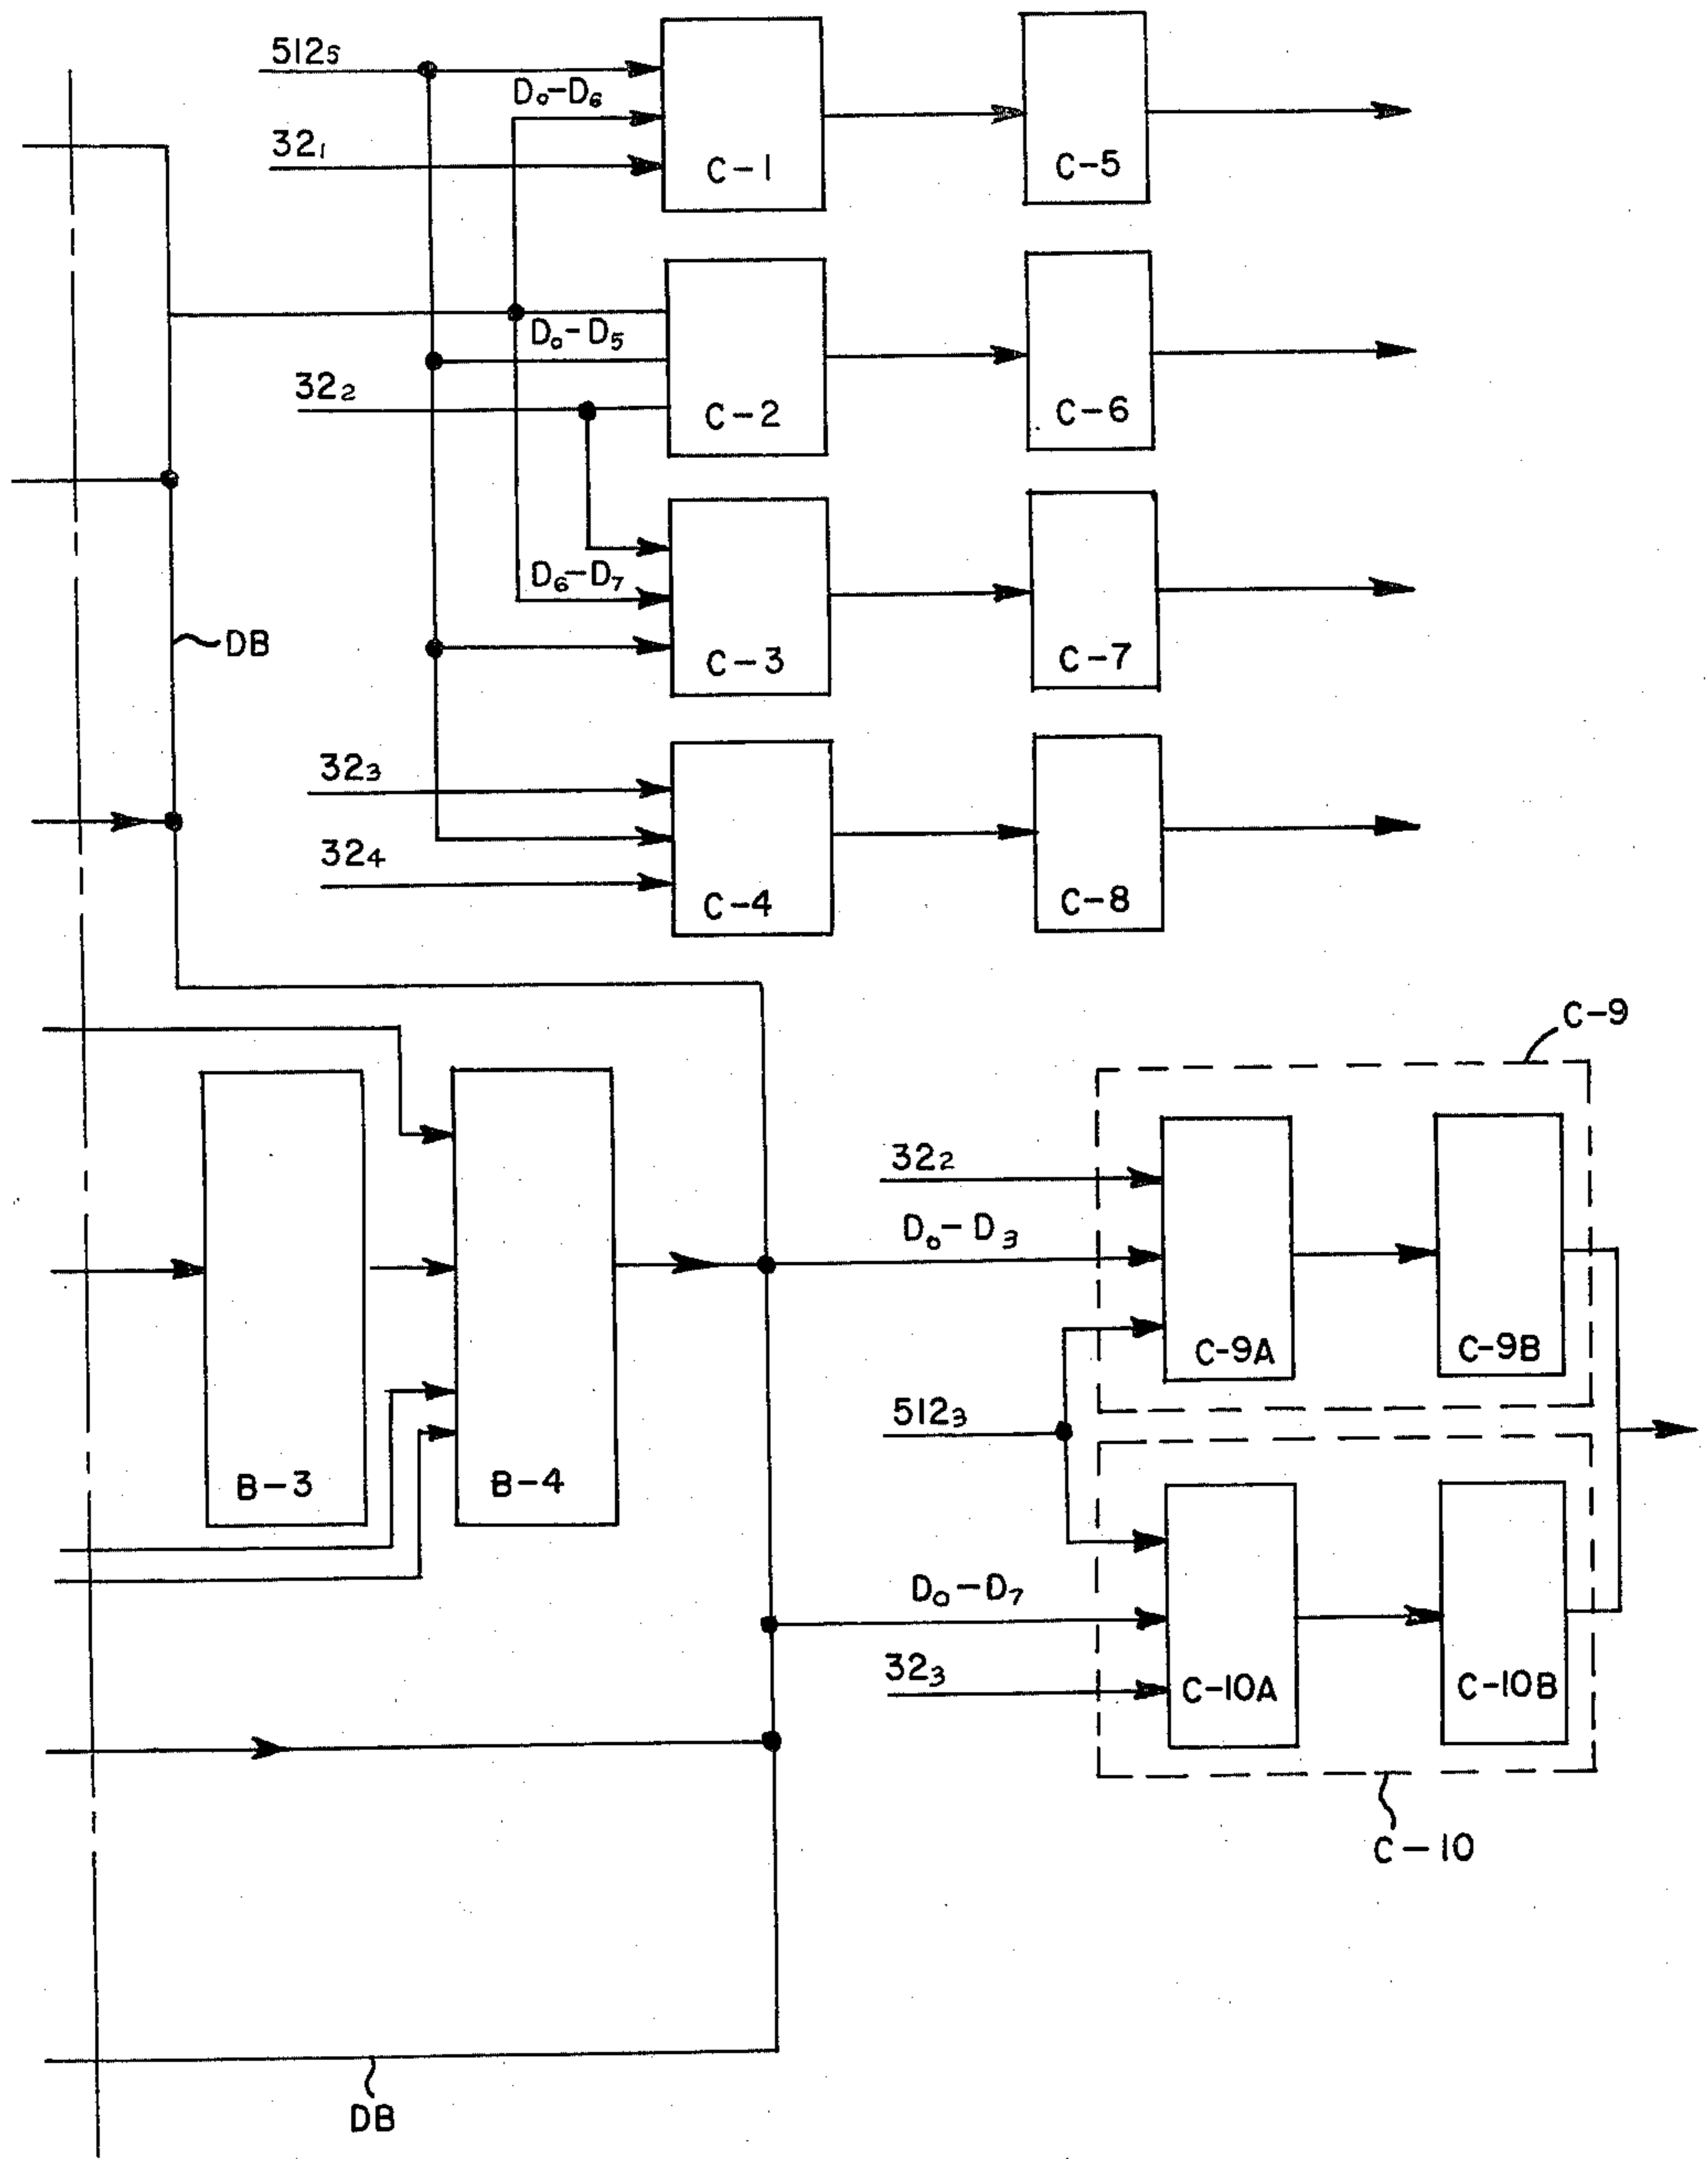 512₅
D₀-D₆
32₁
C-1
C-5
D₀-D₅
32₂
C-2
C-6
D₆-D₇
DB
C-3
C-7
32₃
32₄
C-4
C-8
C-9
32₂
D₀-D₃
C-9A
C-9B
512₃
B-3
B-4
D₀-D₇
32₃
C-10A
C-10B
C-10
DB